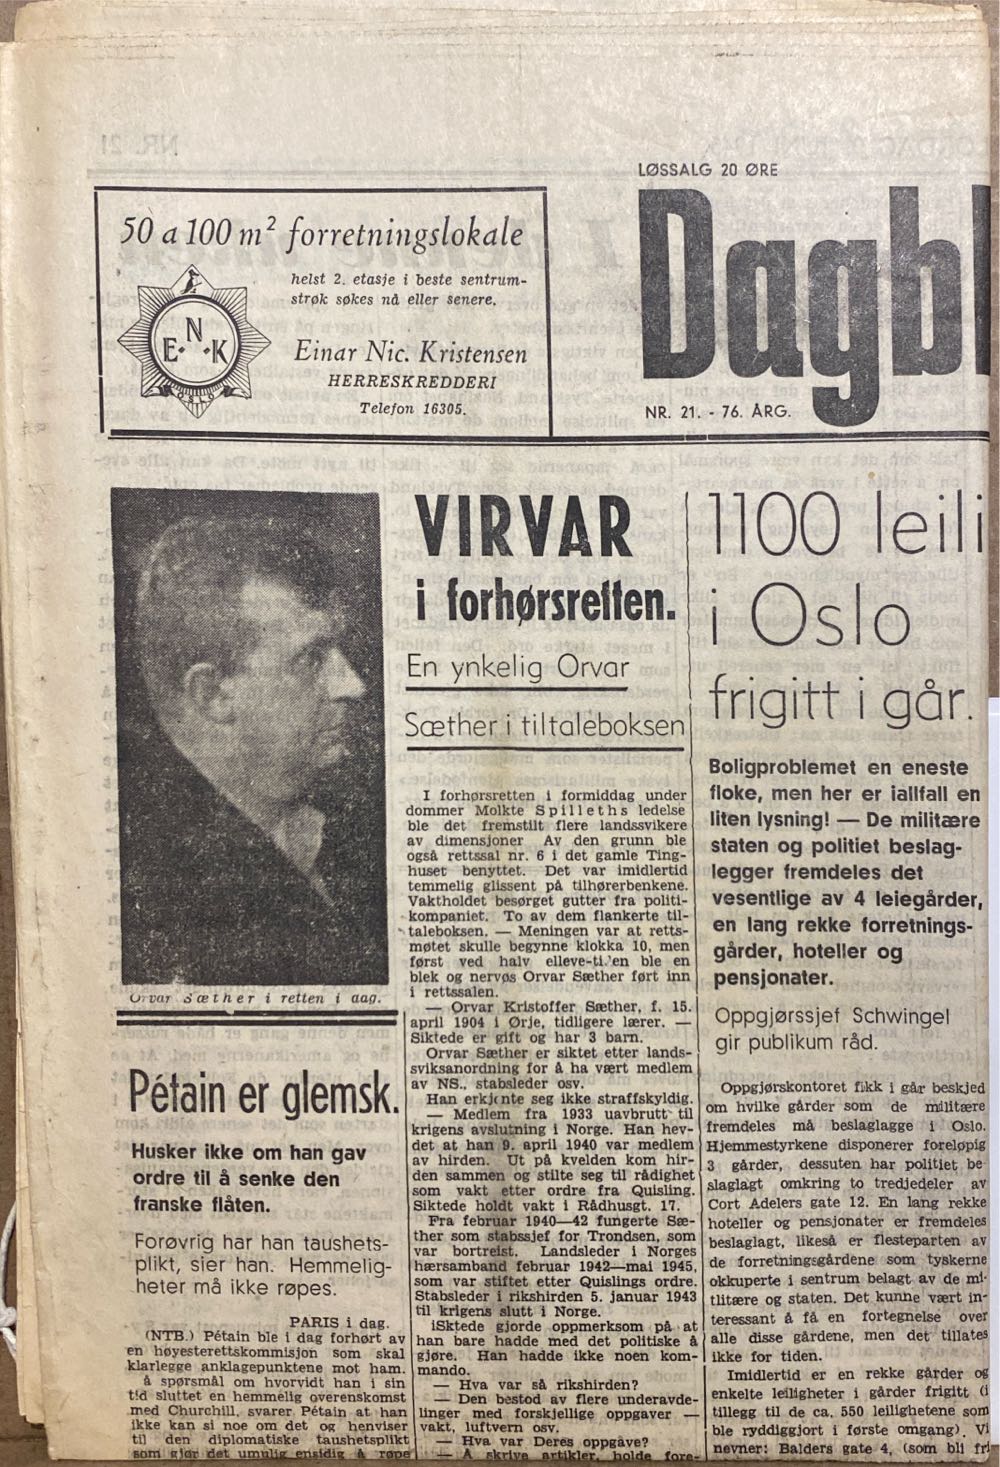 LØSSALG 20 ØRE
50 a 100 m² forretningslokale
helst 2. etasje i beste sentrum-
strøk søkes nå eller senere.
E. N. K
OSLO
Einar Nic. Kristensen
HERRESKREDDERI
Telefon 16305.
Dagbl
NR. 21. - 76. ÅRG.
Orvar Sæther i retten i dag.
Pétain er glemsk.
Husker ikke om han gav
ordre til å senke den
franske flåten.
Forøvrig har han taushets-
plikt, sier han. Hemmelig-
heter må ikke røpes.
PARIS i dag.
(NTB.) Pétain ble i dag forhørt av
en høyesterettskommisjon som skal
klarlegge anklagepunktene mot ham.
å spørsmål om hvorvidt han i sin
tid sluttet en hemmelig overenskomst
med Churchill, svarer Pétain at han
ikke kan si noe om det og henviser
til den diplomatiske taushetsplikt
som gjør det umulig ensidig å røpe
VIRVAR
i forhørsretten.
En ynkelig Orvar
Sæther i tiltaleboksen
I forhørsretten i formiddag under
dommer Molkte Spilleths ledelse
ble det fremstilt flere landssvikere
av dimensjoner Av den grunn ble
også rettssal nr. 6 i det gamle Ting-
huset benyttet. Det var imidlertid
temmelig glissent på tilhørerbenkene.
Vaktholdet besørget gutter fra politi-
kompaniet. To av dem flankerte til-
taleboksen. — Meningen var at retts-
møtet skulle begynne klokka 10, men
først ved halv elleve-ti.'en ble en
blek og nervøs Orvar Sæther ført inn
i rettssalen.
— Orvar Kristoffer Sæther, f. 15.
april 1904 i Ørje, tidligere lærer. —
Siktede er gift og har 3 barn.
Orvar Sæther er siktet etter lands-
sviksanordning for å ha vært medlem
av NS., stabsleder osv.
Han erkjente seg ikke straffskyldig.
— Medlem fra 1933 uavbrutt til
krigens avslutning i Norge. Han hev-
det at han 9. april 1940 var medlem
av hirden. Ut på kvelden kom hir-
den sammen og stilte seg til rådighet
som vakt etter ordre fra Quisling.
Siktede holdt vakt i Rådhusgt. 17.
Fra februar 1940—42 fungerte Sæ-
ther som stabssjef for Trondsen, som
var bortreist. Landsleder i Norges
hærsamband februar 1942—mai 1945,
som var stiftet etter Quislings ordre.
Stabsleder i rikshirden 5. januar 1943
til krigens slutt i Norge.
iSktede gjorde oppmerksom på at
han bare hadde med det politiske å
gjøre. Han hadde ikke noen kom-
mando.
— Hva var så rikshirden?
— Den bestod av flere underavde-
linger med forskjellige oppgaver —
vakt, luftvern osv.
— Hva var Deres oppgave?
— Å skrive artikler, holde fore-
1100 leili
i Oslo
frigitt i går.
Boligproblemet en eneste
floke, men her er iallfall en
liten lysning! — De militære
staten og politiet beslag-
legger fremdeles det
vesentlige av 4 leiegårder,
en lang rekke forretnings-
gårder, hoteller og
pensjonater.
Oppgjørssjef Schwingel
gir publikum råd.
Oppgjørskontoret fikk i går beskjed
om hvilke gårder som de militære
fremdeles må beslaglagge i Oslo.
Hjemmestyrkene disponerer foreløpig
3 gårder, dessuten har politiet be
slaglagt omkring to tredjedeler av
Cort Adelers gate 12. En lang rekke
hoteller og pensjonater er fremdeles
beslaglagt, likeså er flesteparten av
de forretningsgårdene som tyskerne
okkuperte i sentrum belagt av de mi-
tlitære og staten. Det kunne vært in-
teressant å få en fortegnelse over
alle disse gårdene, men det tillates
ikke for tiden.
Imidlertid er en rekke gårder og
enkelte leiligheter i gårder frigitt (i
tillegg til de ca. 550 leilighetene som
ble ryddiggjort i første omgang). Vi
nevner: Balders gate 4, (som bli fri